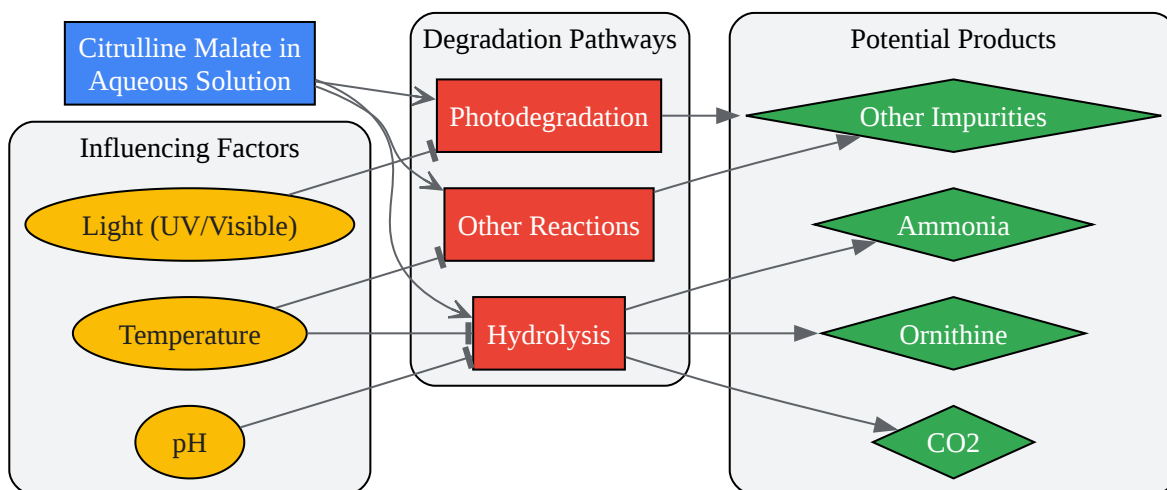 Citrulline Malate in
Aqueous Solution
Influencing Factors
Light (UV/Visible)
Temperature
pH
Degradation Pathways
Photodegradation
Other Reactions
Hydrolysis
Potential Products
Other Impurities
Ammonia
Ornithine
CO2